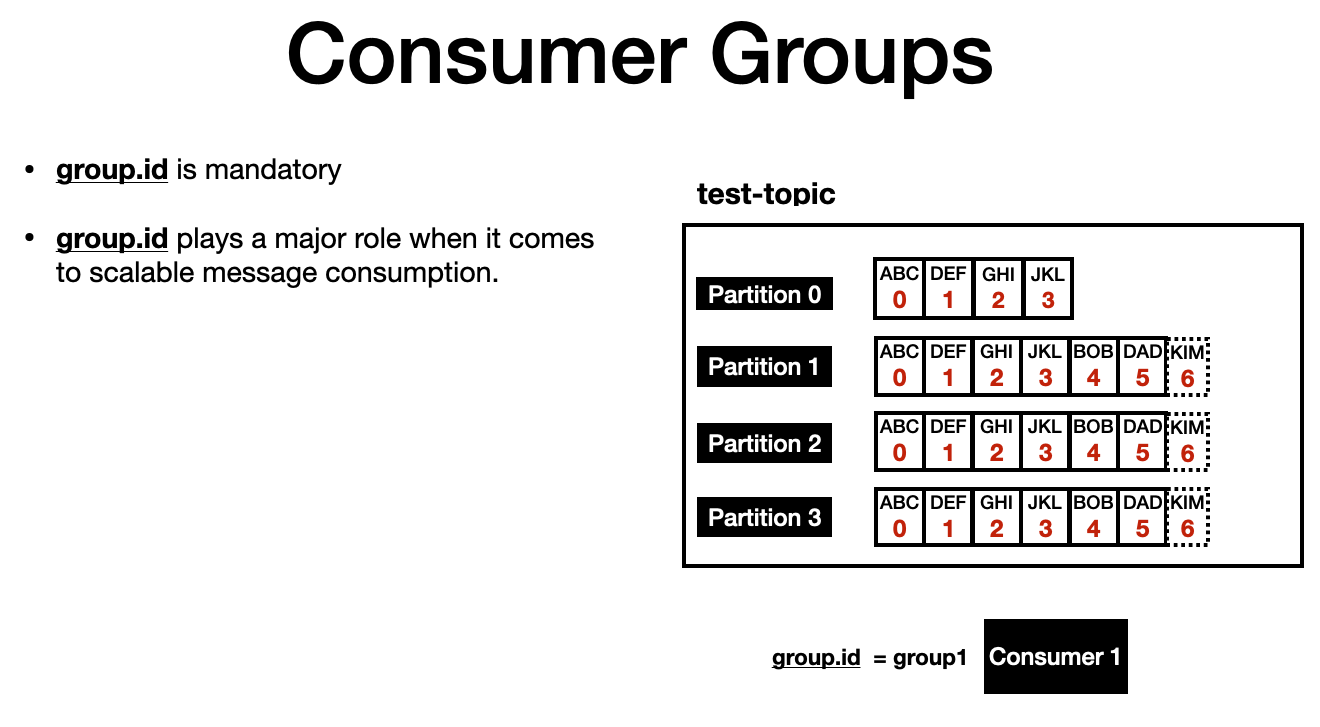 Consumer Groups
• group.id is mandatory
• group.id plays a major role when it comes
to scalable message consumption.
test-topic
Partition 0
ABC DEF GHI JKL
0 1 2 3
Partition 1
ABC DEF GHI JKL BOB DAD KIM
0 1 2 3 4 5 6
Partition 2
ABC DEF GHI JKL BOB DAD KIM
0 1 2 3 4 5 6
Partition 3
ABC DEF GHI JKL BOB DAD KIM
0 1 2 3 4 5 6
group.id = group1
Consumer 1